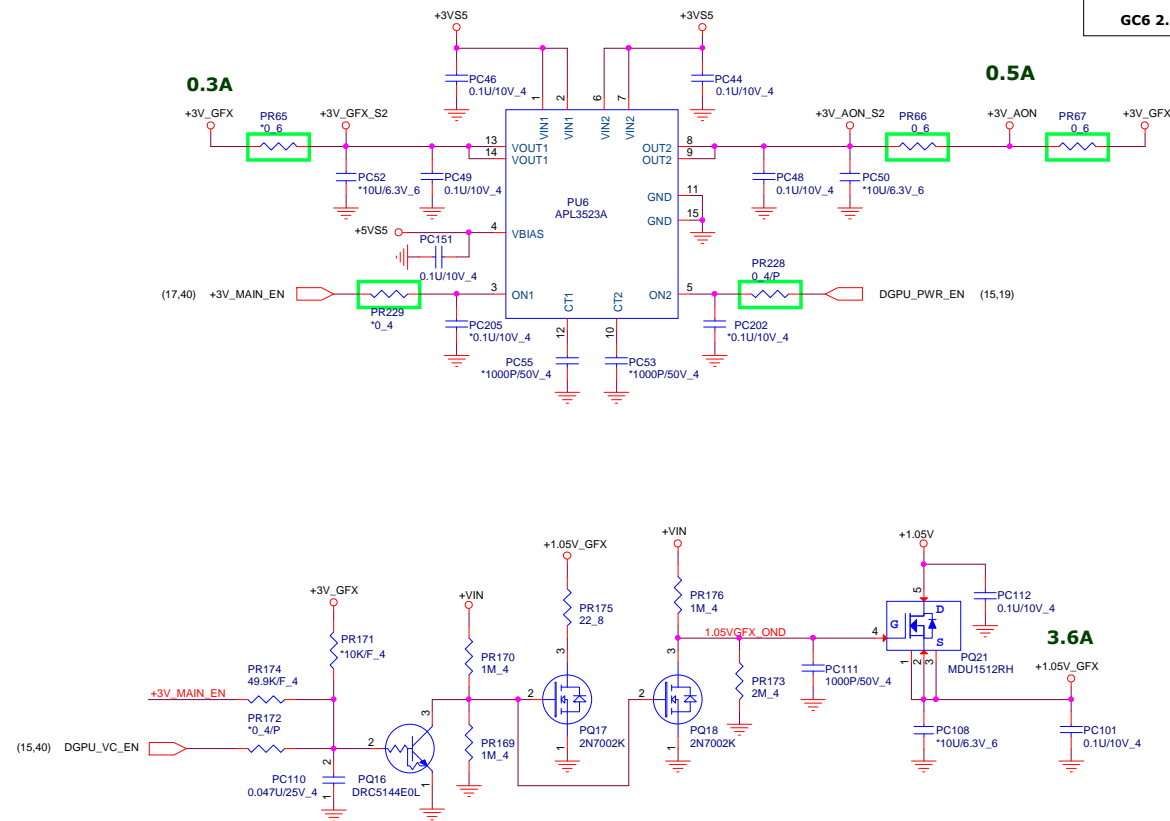 GC6 2.
+3VS5
+3VS5
PC46
0.1U/10V_4
PC44
0.1U/10V_4
0.3A
0.5A
1
2
6
7
VIN1
VIN1
VIN2
VIN2
+3V_GFX
PR65
*0_6
+3V_GFX_S2
+3V_AON_S2
PR66
0_6
+3V_AON
PR67
0_6
+3V_GFX
13
VOUT1
14
VOUT1
OUT2
8
OUT2
9
PC52
*10U/6.3V_6
PC49
0.1U/10V_4
PC48
0.1U/10V_4
PC50
*10U/6.3V_6
PU6
APL3523A
GND
11
GND
15
+5VS5
4
VBIAS
PC151
0.1U/10V_4
(17,40)
+3V_MAIN_EN
PR229
*0_4
3
ON1
ON2
5
PR228
0_4/P
DGPU_PWR_EN
(15,19)
CT1
CT2
12
10
PC205
*0.1U/10V_4
PC202
*0.1U/10V_4
PC55
*1000P/50V_4
PC53
*1000P/50V_4
+3V_GFX
+VIN
+1.05V_GFX
+VIN
+1.05V
PR171
*10K/F_4
PR170
1M_4
PR175
22_8
PR176
1M_4
5
PC112
0.1U/10V_4
D
G
S
4
1.05VGFX_OND
3.6A
PR174
49.9K/F_4
+3V_MAIN_EN
PR172
*0_4/P
(15,40)
DGPU_VC_EN
2
3
1
PQ16
DRC5144E0L
2
1
PC110
0.047U/25V_4
PR169
1M_4
3
2
1
PQ17
2N7002K
3
2
1
PQ18
2N7002K
PR173
2M_4
PC111
1000P/50V_4
1
2
3
PQ21
MDU1512RH
+1.05V_GFX
PC108
*10U/6.3V_6
PC101
0.1U/10V_4